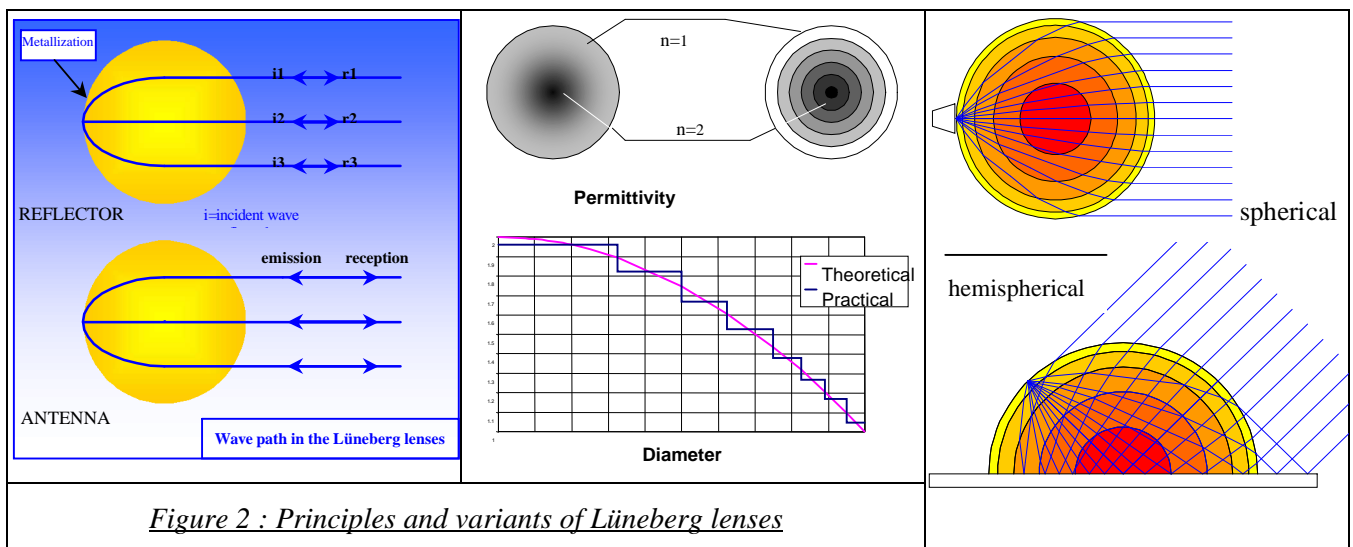 Metallization
i1 r1
i2 r2
i3 r3
REFLECTOR
i=incident wave
emission reception
ANTENNA
Wave path in the Lüneberg lenses
n=1
n=2
Permittivity
2
1.9
1.8
1.7
1.6
1.5
1.4
1.3
1.2
1.1
1
Theoretical
Practical
Diameter
spherical
hemispherical
Figure 2 : Principles and variants of Lüneberg lenses